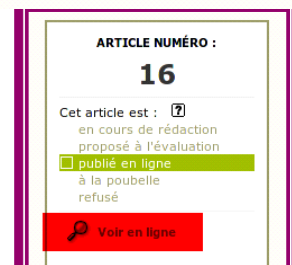 ARTICLE NUMÉRO :
16
Cet article est : ?
en cours de rédaction
proposé à l'évaluation
publié en ligne
à la poubelle
refusé
Voir en ligne